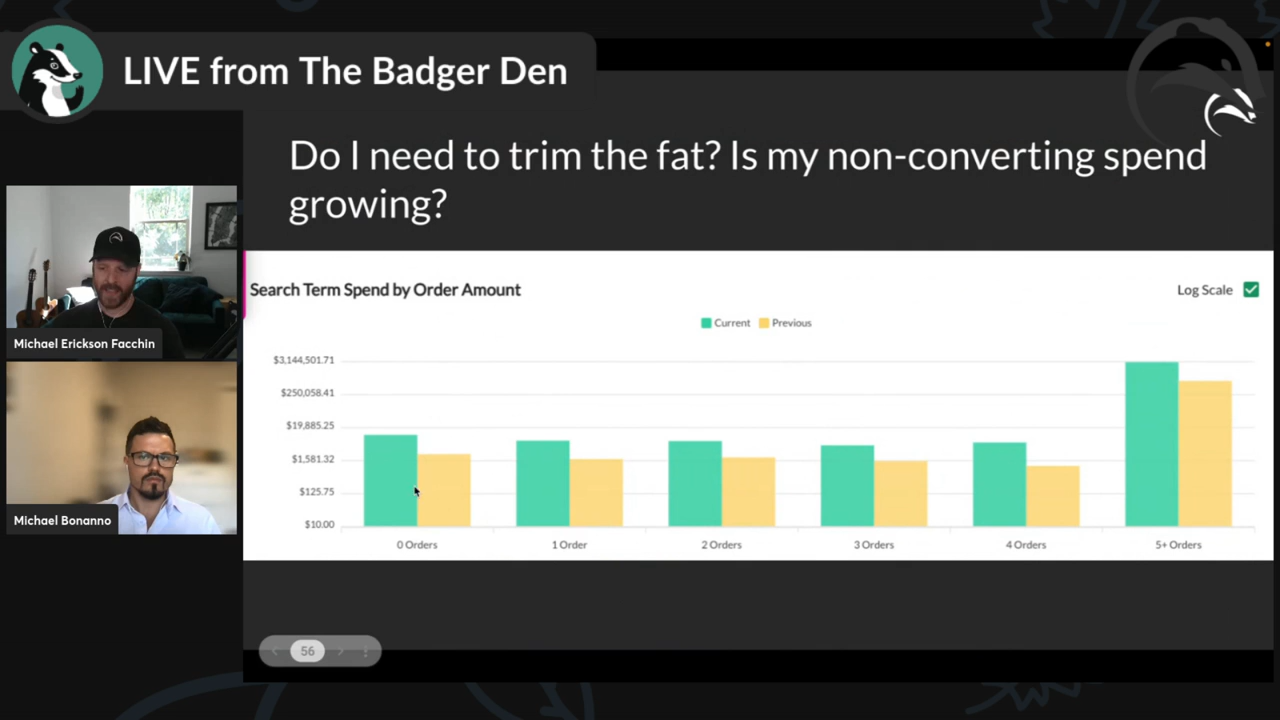 LIVE from The Badger Den
Do I need to trim the fat? Is my non-converting spend
growing?
Michael Erickson Facchin
Michael Bonanno
Search Term Spend by Order Amount
Log Scale
Current
Previous
$3,144,501.71
$250,058.41
$19,885.25
$1,581.32
$125.75
$10.00
0 Orders
1 Order
2 Orders
3 Orders
4 Orders
5+ Orders
56